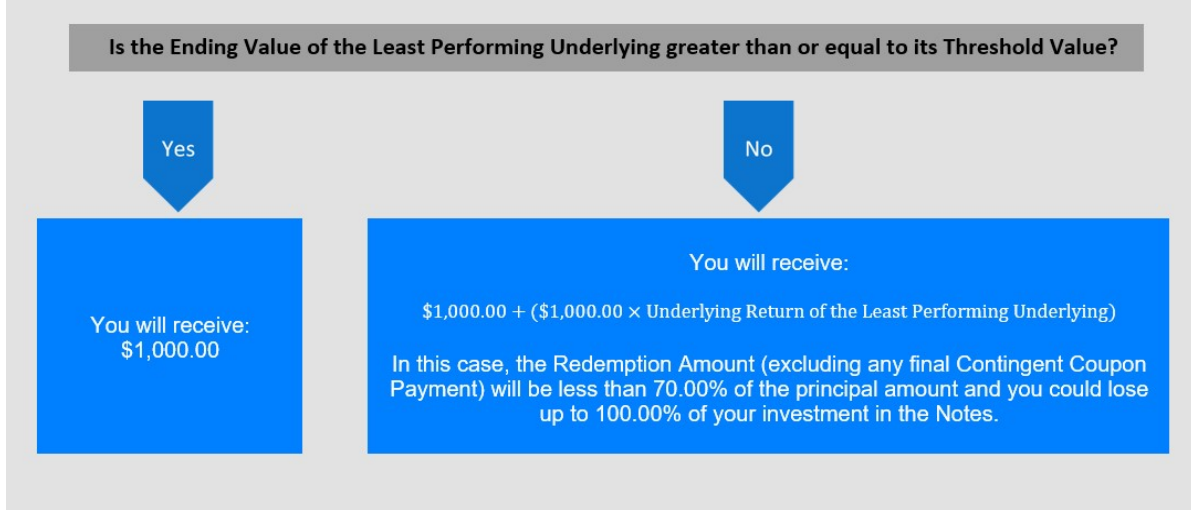 Is the Ending Value of the Least Performing Underlying greater than or equal to its Threshold Value?
Yes
No
You will receive:
$1,000.00
You will receive:
$1,000.00 + ($1,000.00 × Underlying Return of the Least Performing Underlying)
In this case, the Redemption Amount (excluding any final Contingent Coupon
Payment) will be less than 70.00% of the principal amount and you could lose
up to 100.00% of your investment in the Notes.